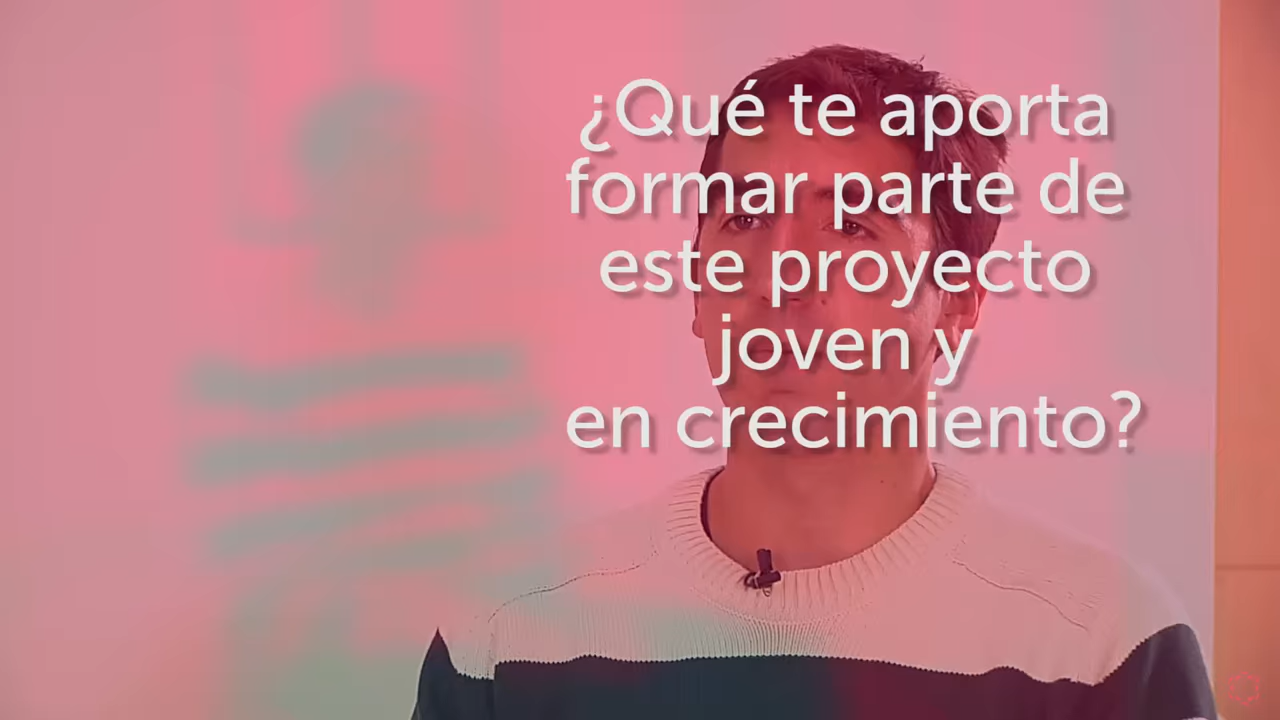 ¿Qué te aporta
formar parte de
este proyecto
joven y
en crecimiento?